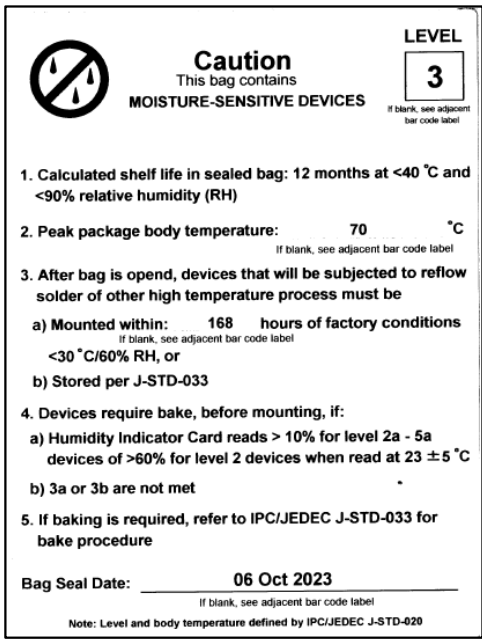 LEVEL
3
If blank, see adjacent
bar code label
Caution
This bag contains
MOISTURE-SENSITIVE DEVICES
1. Calculated shelf life in sealed bag: 12 months at <40 °C and
<90% relative humidity (RH)
2. Peak package body temperature: 70 °C
If blank, see adjacent bar code label
3. After bag is opend, devices that will be subjected to reflow
solder of other high temperature process must be
a) Mounted within: 168 hours of factory conditions
If blank, see adjacent bar code label
<30 °C/60% RH, or
b) Stored per J-STD-033
4. Devices require bake, before mounting, if:
a) Humidity Indicator Card reads > 10% for level 2a - 5a
devices of >60% for level 2 devices when read at 23 ±5 °C
b) 3a or 3b are not met
5. If baking is required, refer to IPC/JEDEC J-STD-033 for
bake procedure
Bag Seal Date: 06 Oct 2023
If blank, see adjacent bar code label
Note: Level and body temperature defined by IPC/JEDEC J-STD-020